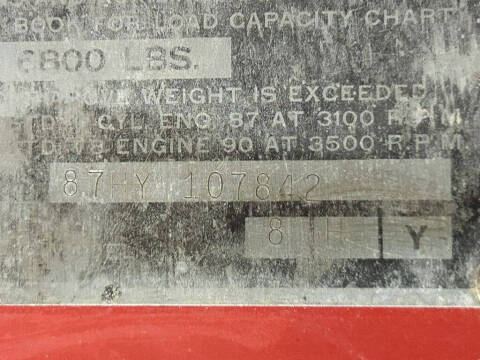 BOOK FOR LOAD CAPACITY CHART
6800 LBS.
WEIGHT IS EXCEEDED
CYL. ENG. 87 AT 3100 R.P.M.
ENGINE 90 AT 3500 R.P.M.
87HY 107842
8 Y